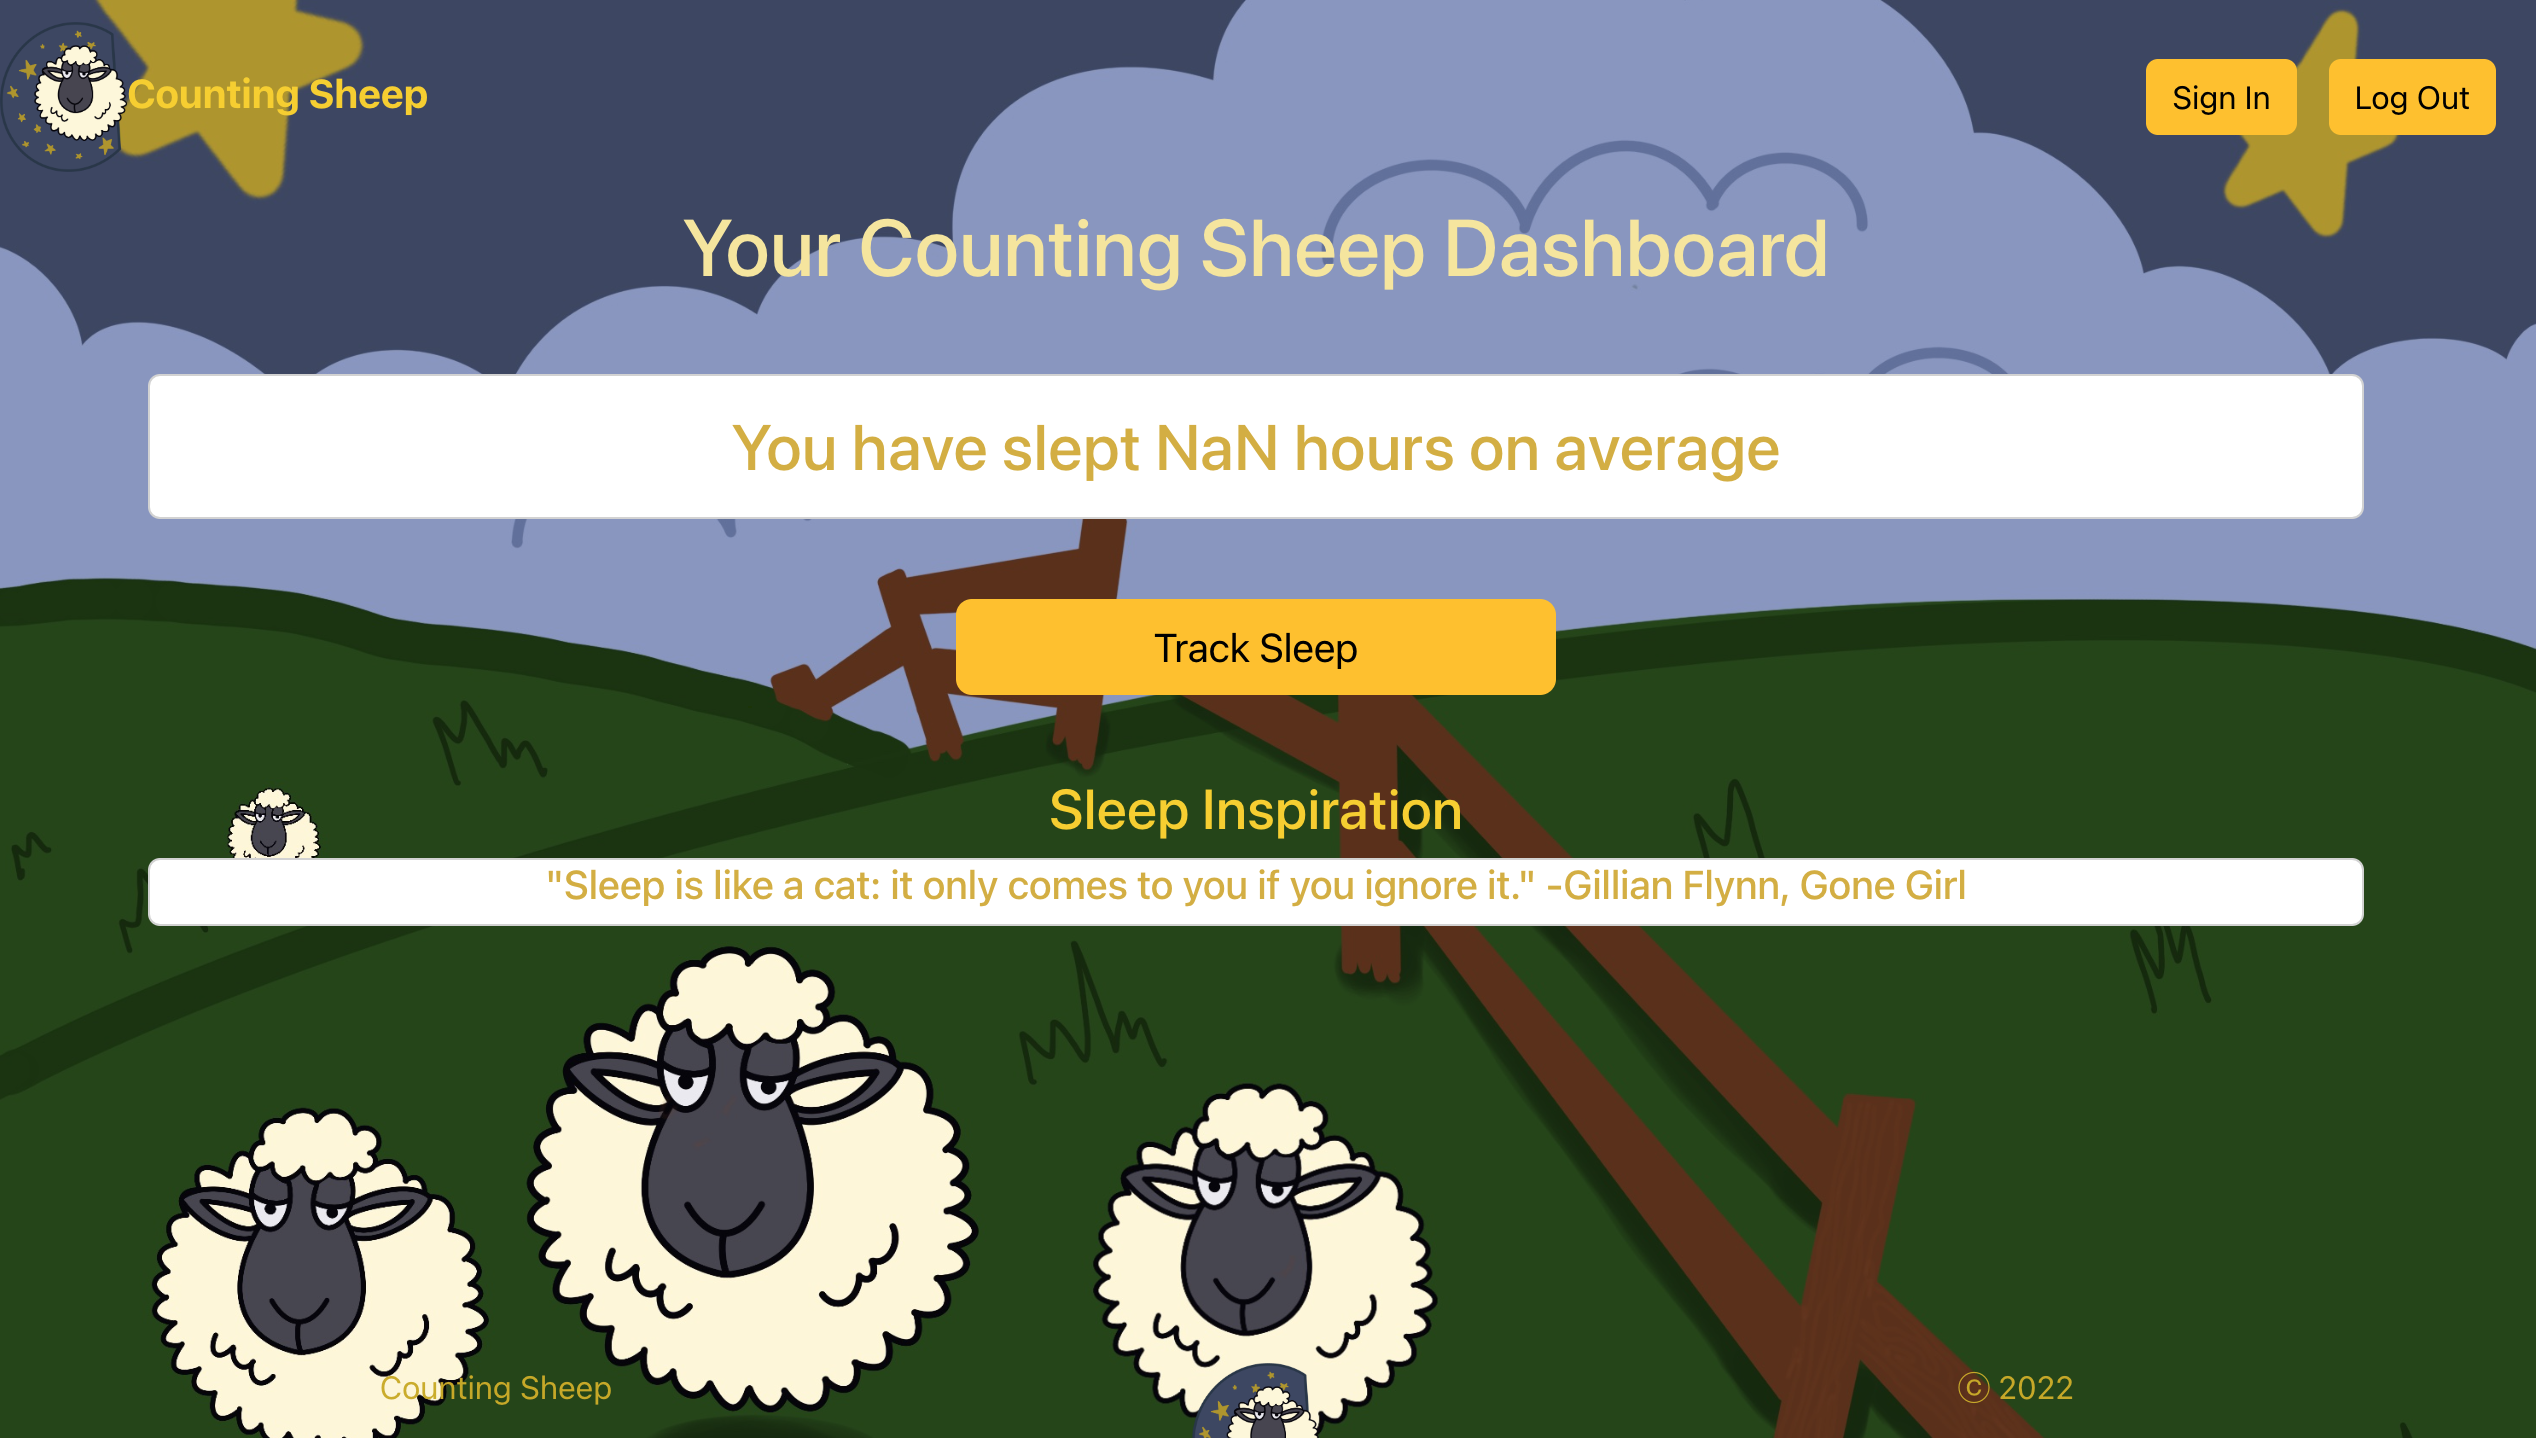 Counting Sheep
Sign In
Log Out
Your Counting Sheep Dashboard
You have slept NaN hours on average
Track Sleep
Sleep Inspiration
"Sleep is like a cat: it only comes to you if you ignore it." -Gillian Flynn, Gone Girl
Counting Sheep
© 2022